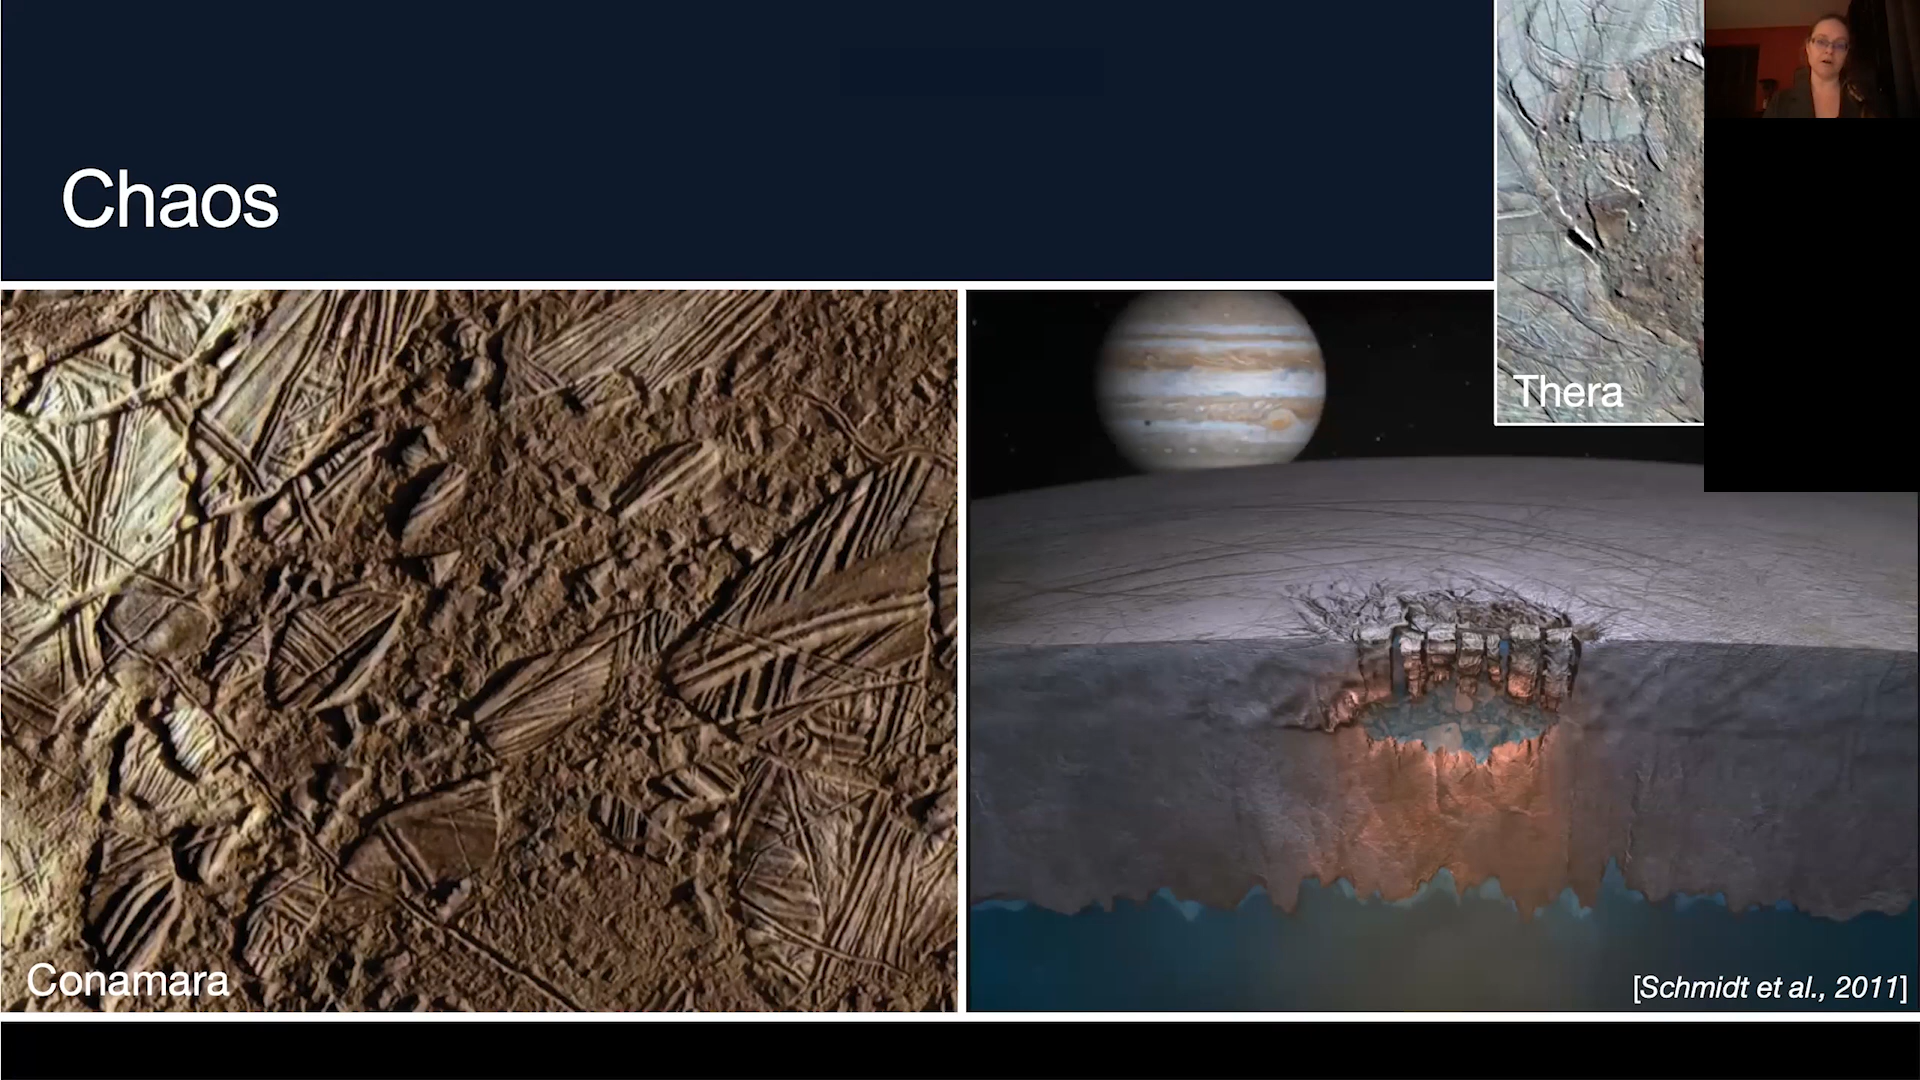 Chaos
Thera
Conamara
[Schmidt et al., 2011]